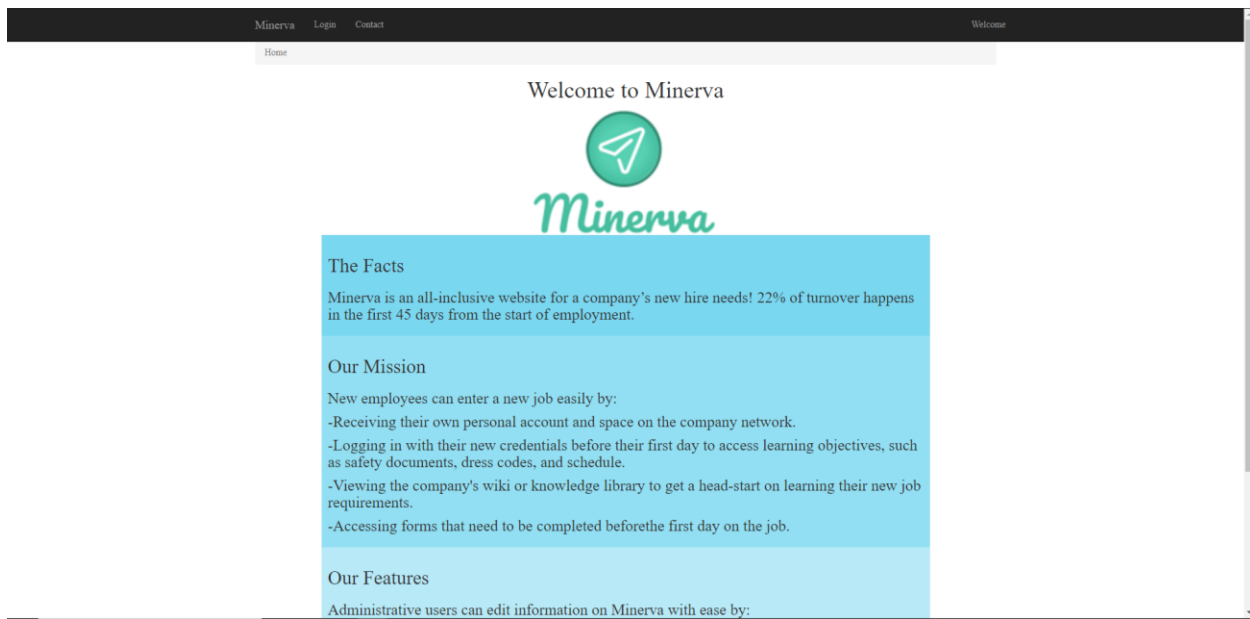 Minerva Login Contact Welcome
Home
Welcome to Minerva
Minerva
The Facts
Minerva is an all-inclusive website for a company’s new hire needs! 22% of turnover happens
in the first 45 days from the start of employment.
Our Mission
New employees can enter a new job easily by:
-Receiving their own personal account and space on the company network.
-Logging in with their new credentials before their first day to access learning objectives, such
as safety documents, dress codes, and schedule.
-Viewing the company's wiki or knowledge library to get a head-start on learning their new job
requirements.
-Accessing forms that need to be completed beforethe first day on the job.
Our Features
Administrative users can edit information on Minerva with ease by: